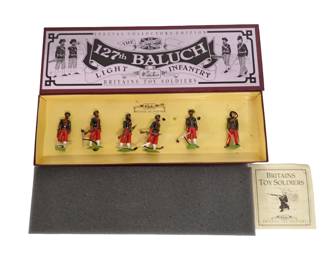 SPECIAL COLLECTORS EDITION
THE
127th BALUCH
LIGHT INFANTRY
BRITAINS TOY SOLDIERS
BRITAINS
TOY SOLDIERS